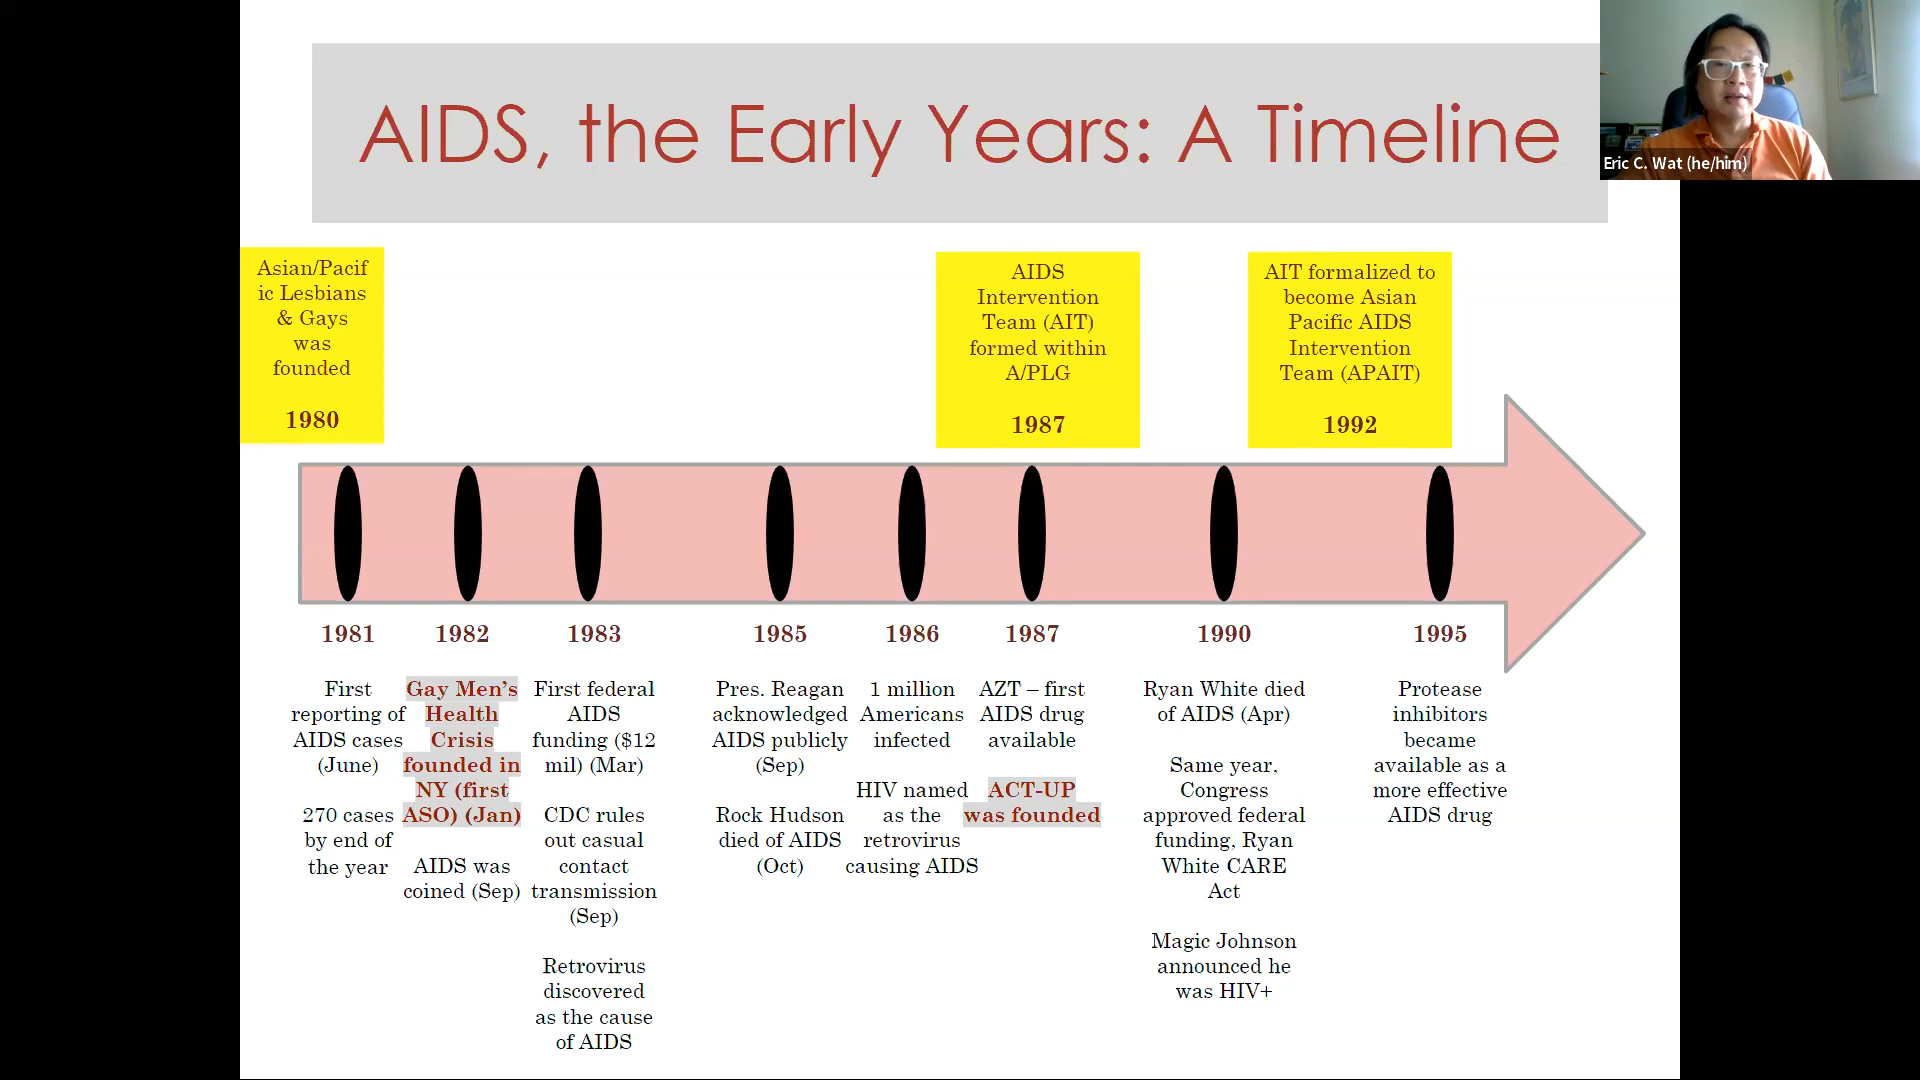 AIDS, the Early Years: A Timeline
Eric C. Wat (he/him)
Asian/Pacif
ic Lesbians
& Gays
was
founded
1980
AIDS
Intervention
Team (AIT)
formed within
A/PLG
1987
AIT formalized to
become Asian
Pacific AIDS
Intervention
Team (APAIT)
1992
1981
First
reporting of
AIDS cases
(June)
270 cases
by end of
the year
1982
Gay Men’s
Health
Crisis
founded in
NY (first
ASO) (Jan)
AIDS was
coined (Sep)
1983
First federal
AIDS
funding ($12
mil) (Mar)
CDC rules
out casual
contact
transmission
(Sep)
Retrovirus
discovered
as the cause
of AIDS
1985
Pres. Reagan
acknowledged
AIDS publicly
(Sep)
Rock Hudson
died of AIDS
(Oct)
1986
1 million
Americans
infected
HIV named
as the
retrovirus
causing AIDS
1987
AZT – first
AIDS drug
available
ACT-UP
was founded
1990
Ryan White died
of AIDS (Apr)
Same year,
Congress
approved federal
funding, Ryan
White CARE
Act
Magic Johnson
announced he
was HIV+
1995
Protease
inhibitors
became
available as a
more effective
AIDS drug